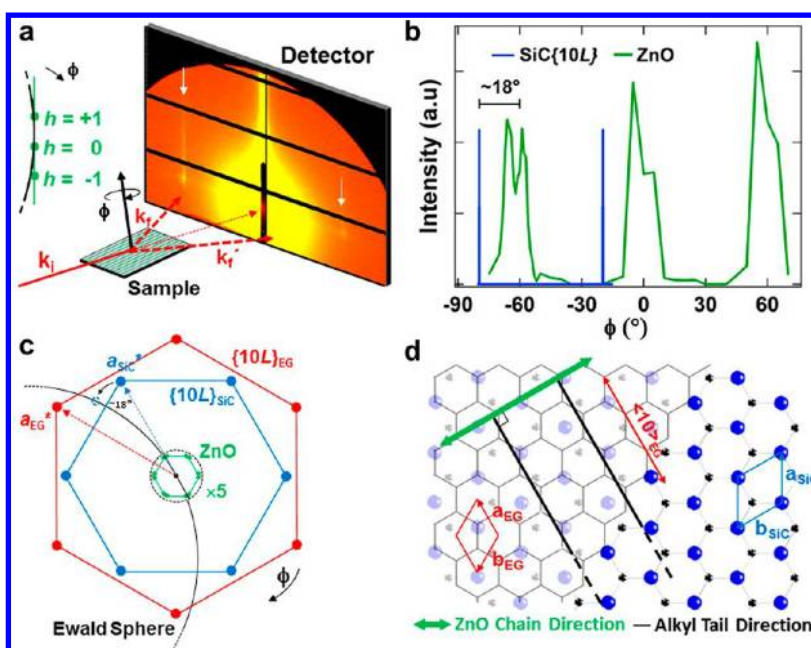 a
Detector
ϕ
h = +1
h = 0
h = -1
ϕ
k_f
k_f'
k_i
Sample
b
SiC{10L} ZnO
~18°
Intensity (a.u)
-90 -60 -30 0 30 60
ϕ (°)
c
a_SiC*
{10L}_EG
{10L}_SiC
~18°
a_EG*
ZnO
×5
ϕ
Ewald Sphere
d
<10>_EG
a_SiC
b_SiC
a_EG
b_EG
ZnO Chain Direction
Alkyl Tail Direction